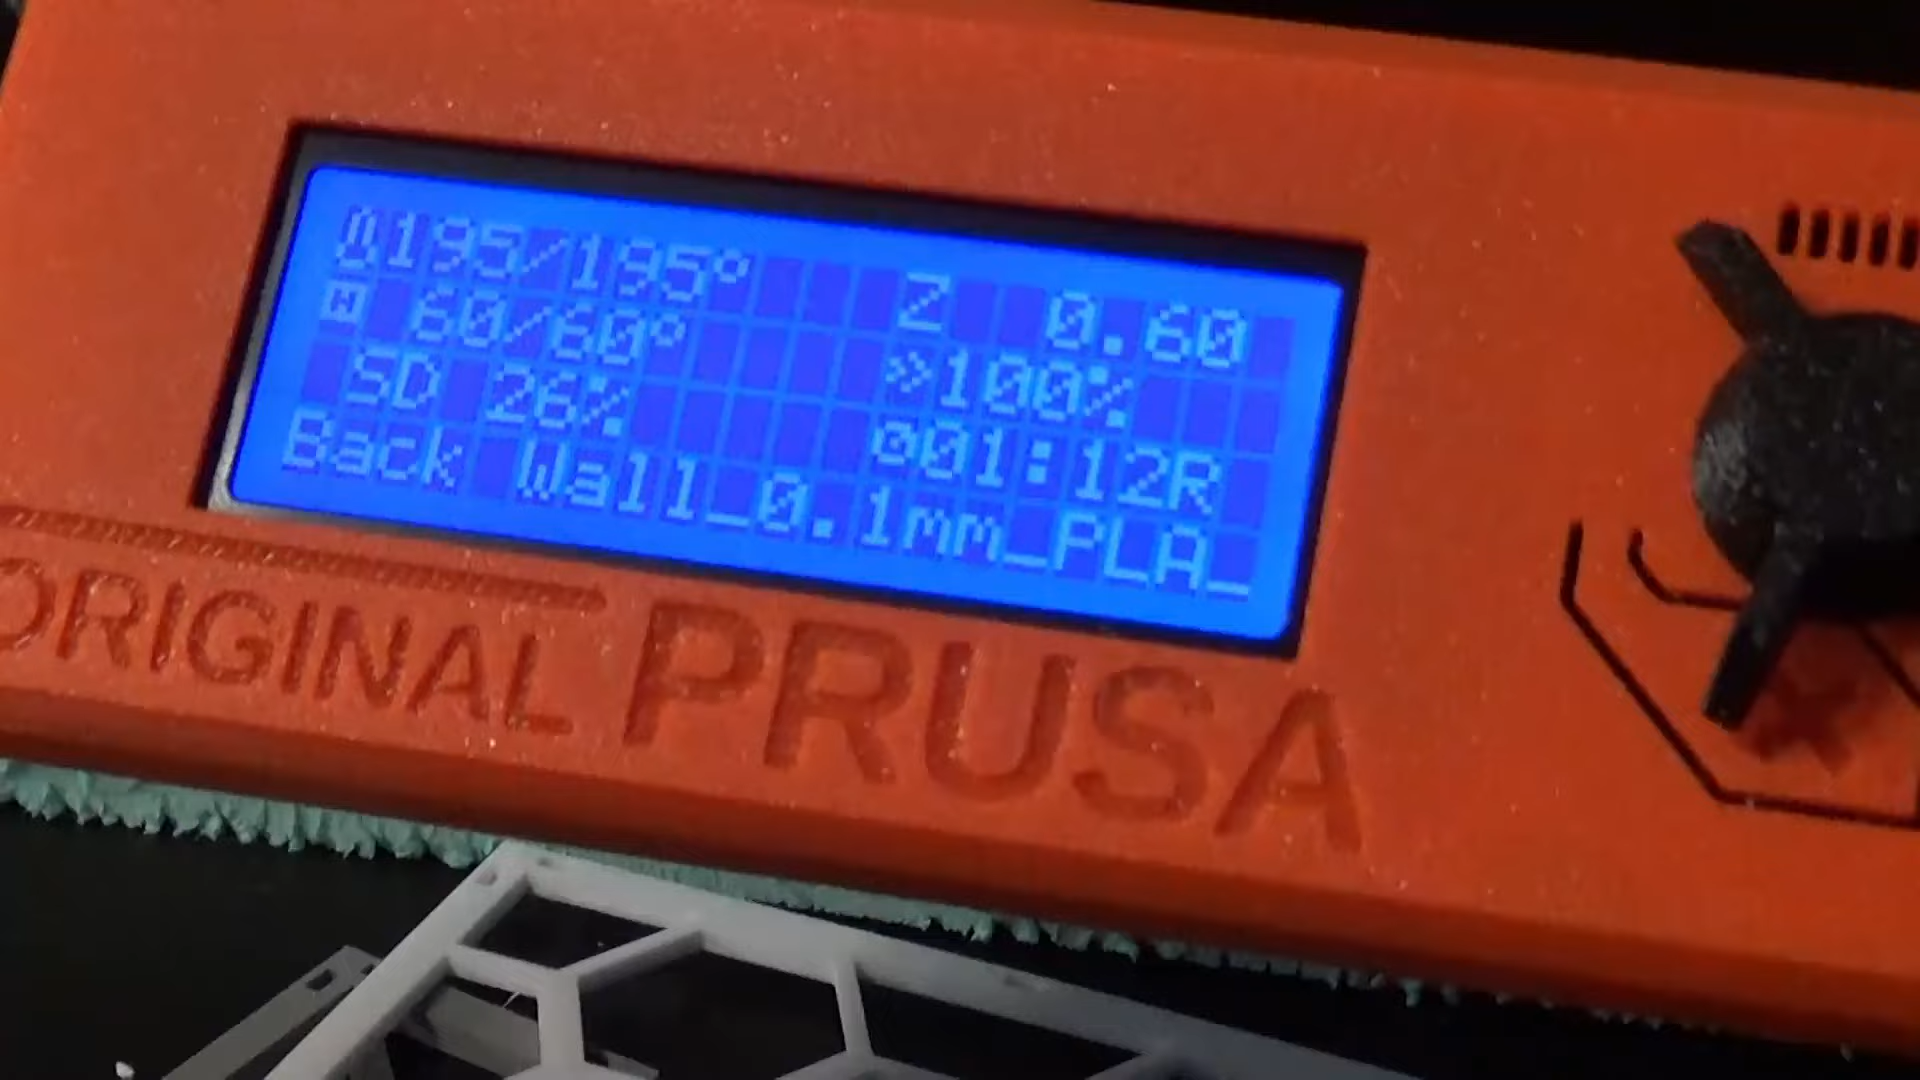 195/195° Z 0.60
60/60° »100%
SD 26% 01:12R
Back Wall_0.1mm_PLA_
ORIGINAL PRUSA